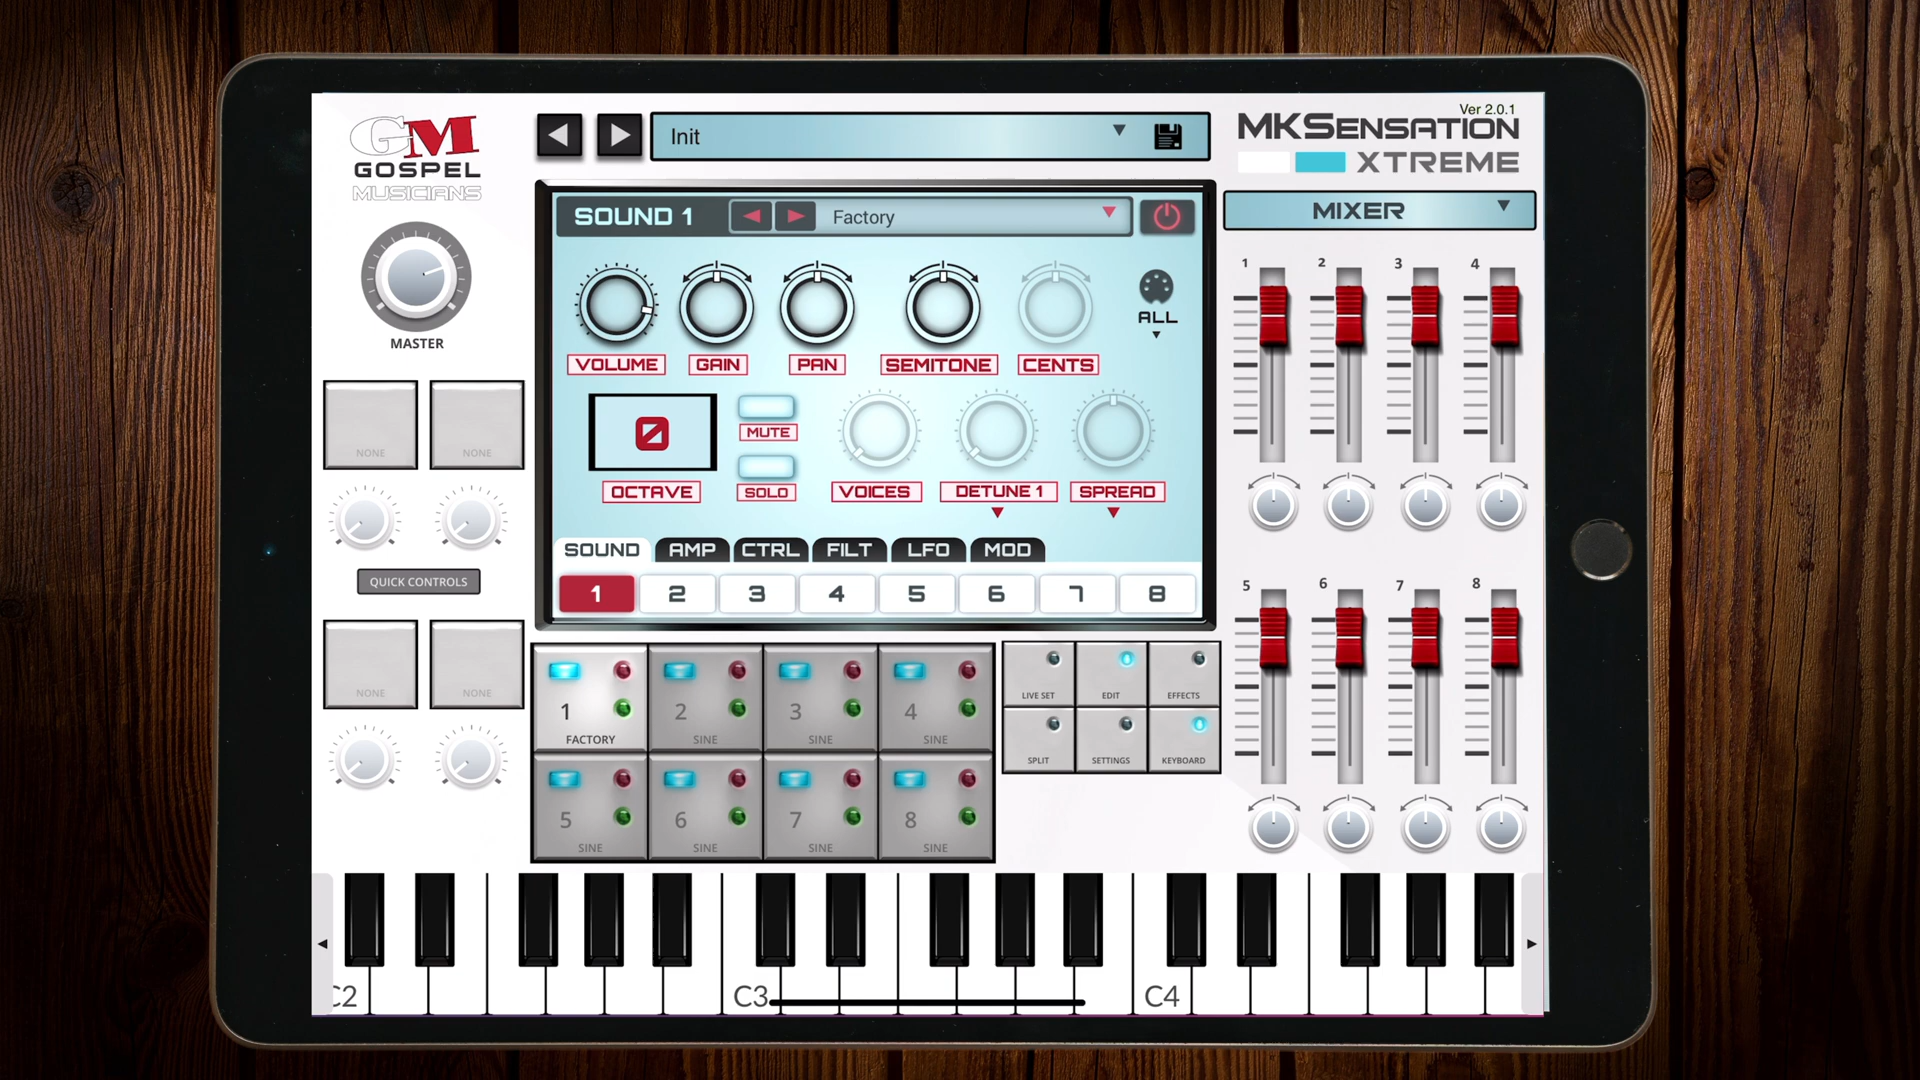 GM
GOSPEL
MUSICIANS
Init
Ver 2.0.1
MKSENSATION
XTREME
MIXER
SOUND 1
Factory
MASTER
VOLUME GAIN PAN SEMITONE CENTS
ALL
OCTAVE MUTE SOLO VOICES DETUNE 1 SPREAD
0
SOUND AMP CTRL FILT LFO MOD
1 2 3 4 5 6 7 8
NONE NONE
QUICK CONTROLS
NONE NONE
1 2 3 4
FACTORY SINE SINE SINE
5 6 7 8
SINE SINE SINE SINE
LIVE SET EDIT EFFECTS
SPLIT SETTINGS KEYBOARD
1 2 3 4
5 6 7 8
C2 C3 C4